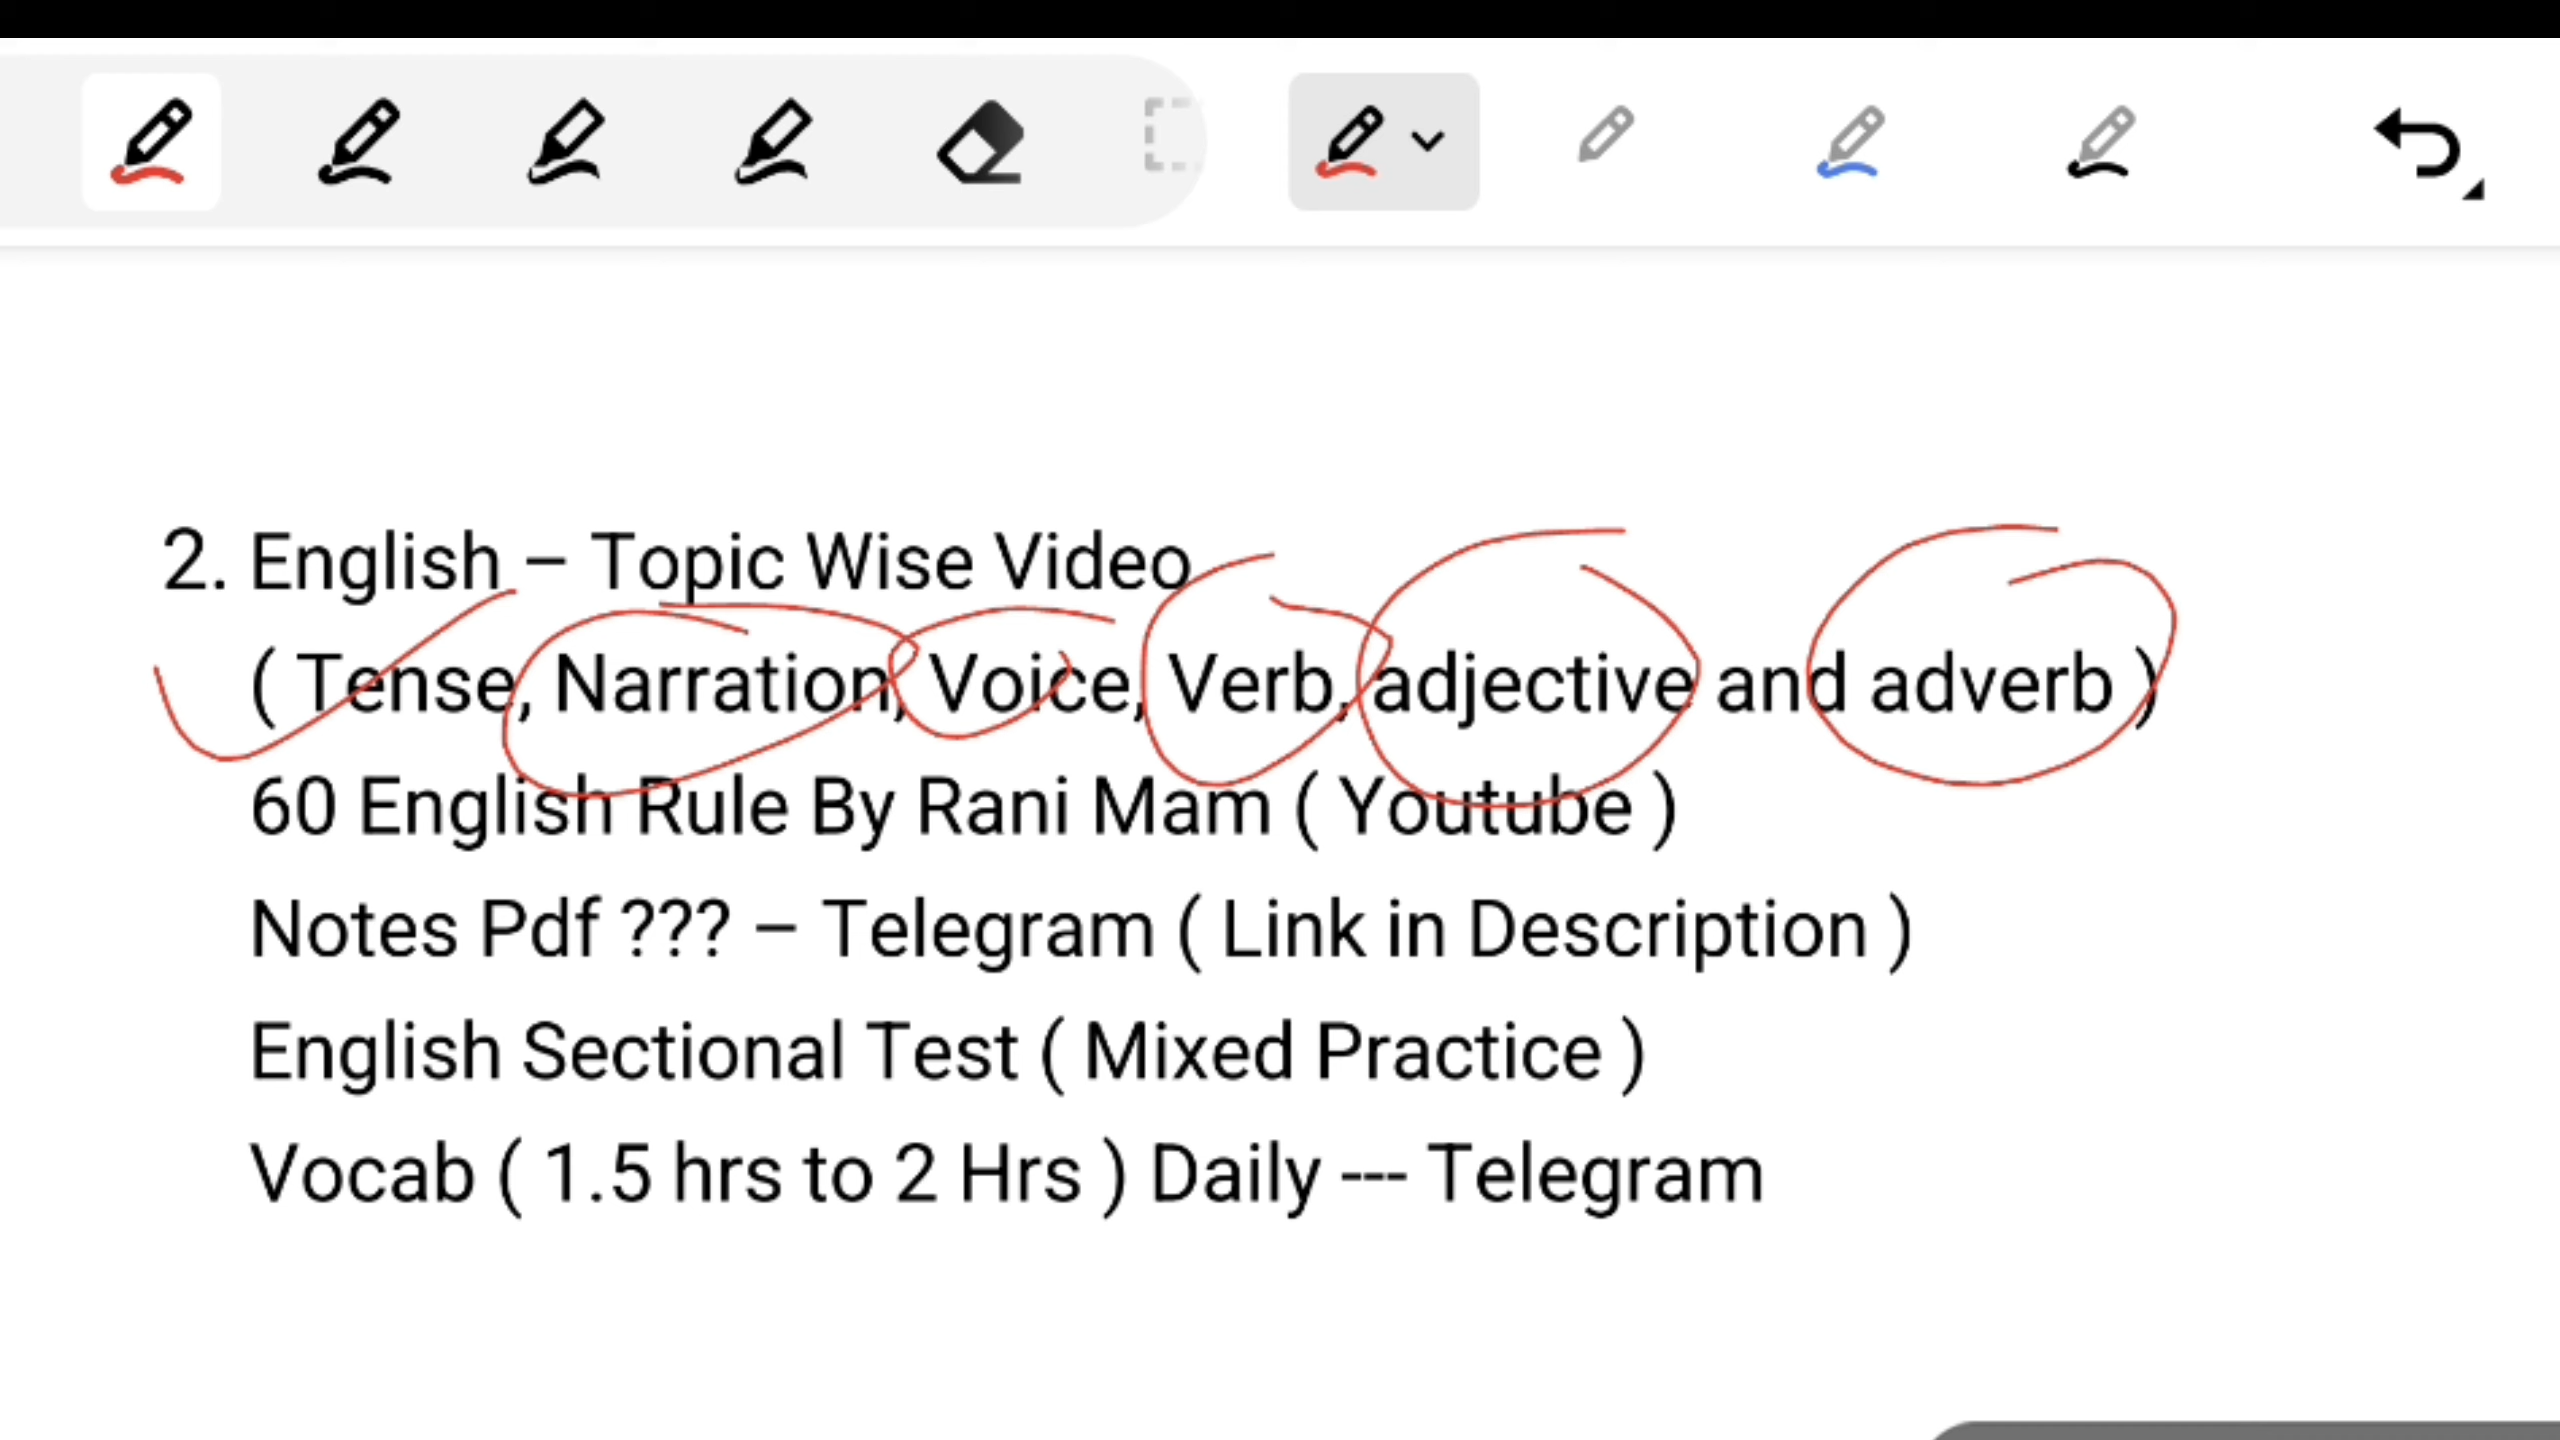 2. English – Topic Wise Video
( Tense, Narration, Voice, Verb, adjective and adverb )
60 English Rule By Rani Mam ( Youtube )
Notes Pdf ??? – Telegram ( Link in Description )
English Sectional Test ( Mixed Practice )
Vocab ( 1.5 hrs to 2 Hrs ) Daily --- Telegram